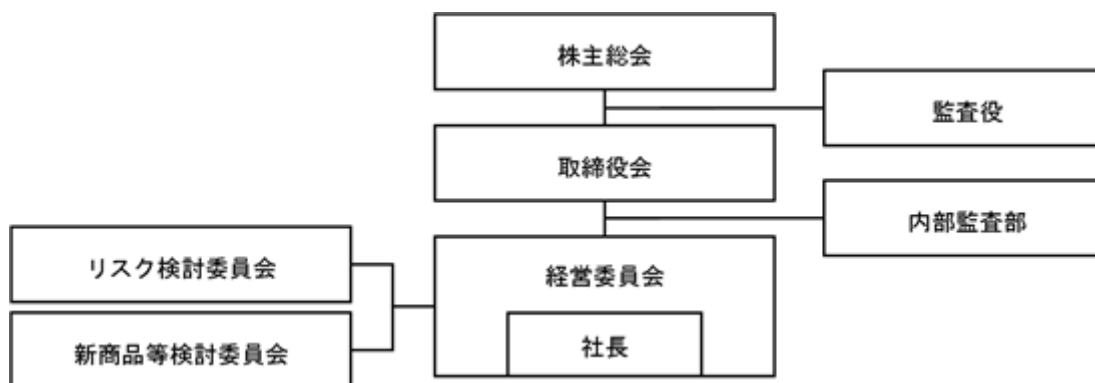 株主総会
監査役
取締役会
内部監査部
リスク検討委員会
経営委員会
社長
新商品等検討委員会